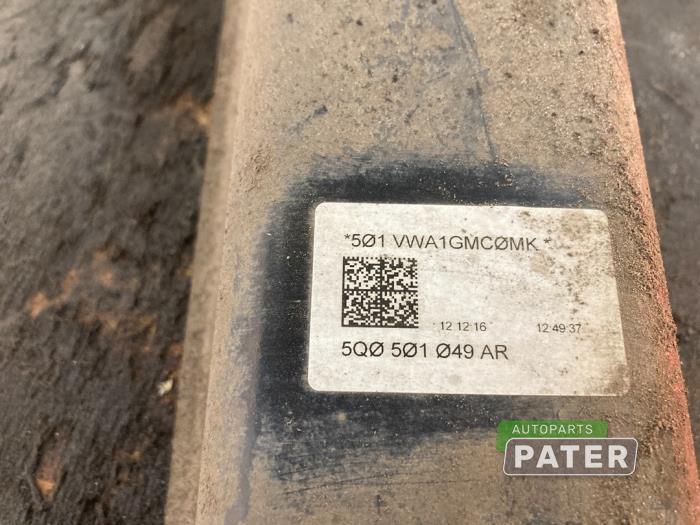 *5Ø1 VWA1GMCØMK *
12 12 16 12 49 37
5QØ 5Ø1 Ø49 AR
AUTOPARTS
PATER